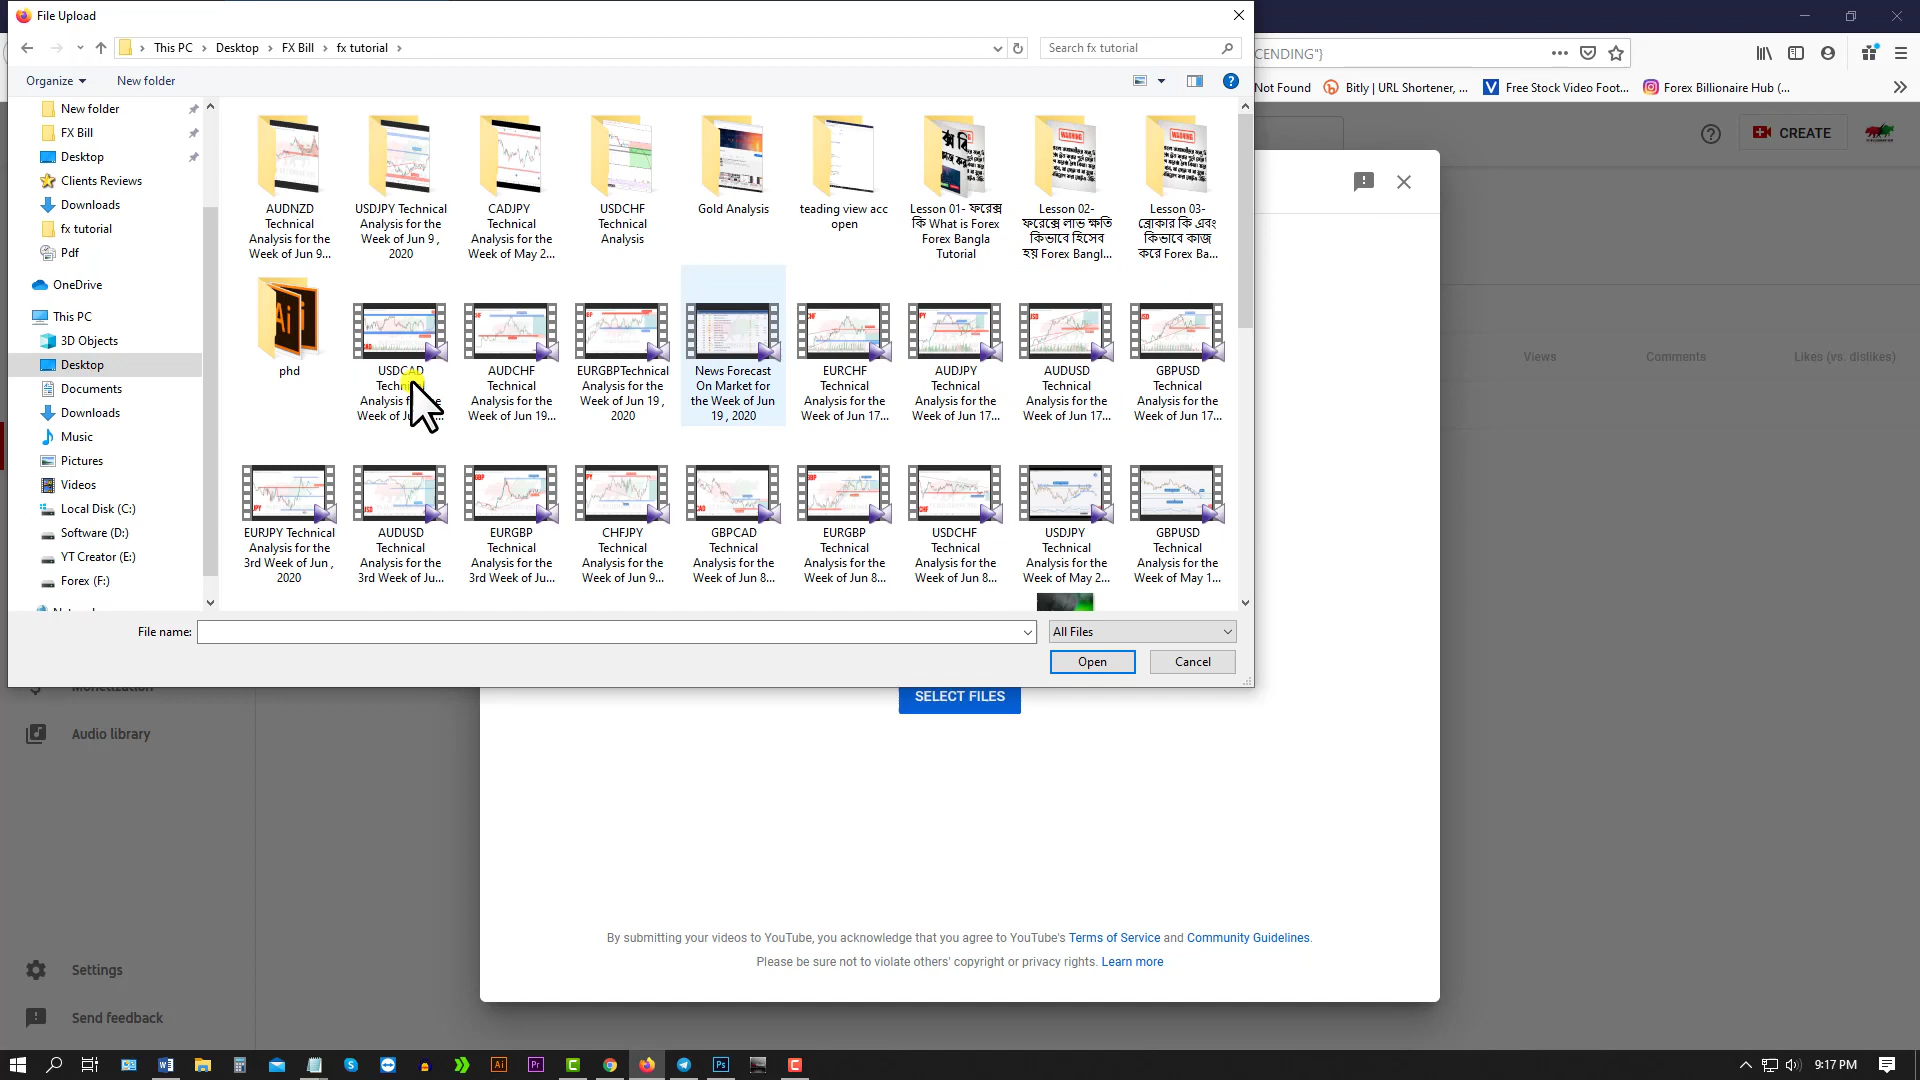 File Upload
This PC
Desktop
FX Bill
fx tutorial
Search fx tutorial
CENDING"}
Organize
New folder
Not Found
Bitly | URL Shortener, ...
Free Stock Video Foot...
Forex Billionaire Hub (...
CREATE
New folder
FX Bill
Desktop
Clients Reviews
Downloads
fx tutorial
Pdf
OneDrive
This PC
3D Objects
Desktop
Documents
Downloads
Music
Pictures
Videos
Local Disk (C:)
Software (D:)
YT Creator (E:)
Forex (F:)
AUDNZD
Technical
Analysis for the
Week of Jun 9...
USDJPY Technical
Analysis for the
Week of Jun 9 ,
2020
CADJPY
Technical
Analysis for the
Week of May 2...
USDCHF
Technical
Analysis
Gold Analysis
teading view acc
open
Lesson 01- ফরেক্স
কি What is Forex
Forex Bangla
Tutorial
Lesson 02-
ফরেক্সে লাভ ক্ষতি
কিভাবে হিসেব
হয় Forex Bangl...
Lesson 03-
ব্রোকার কি এবং
কিভাবে কাজ
করে Forex Ba...
phd
USDCAD
Analysis
Week of
AUDCHF
Technical
Analysis for the
Week of Jun 19...
EURGBPTechnical
Analysis for the
Week of Jun 19 ,
2020
News Forecast
On Market for
the Week of Jun
19 , 2020
EURCHF
Technical
Analysis for the
Week of Jun 17...
AUDJPY
Technical
Analysis for the
Week of Jun 17...
AUDUSD
Technical
Analysis for the
Week of Jun 17...
GBPUSD
Technical
Analysis for the
Week of Jun 17...
EURJPY Technical
Analysis for the
3rd Week of Jun ,
2020
AUDUSD
Technical
Analysis for the
3rd Week of Ju...
EURGBP
Technical
Analysis for the
3rd Week of Ju...
CHFJPY
Technical
Analysis for the
Week of Jun 9...
GBPCAD
Technical
Analysis for the
Week of Jun 8...
EURGBP
Technical
Analysis for the
Week of Jun 8...
USDCHF
Technical
Analysis for the
Week of Jun 8...
USDJPY
Technical
Analysis for the
Week of May 2...
GBPUSD
Technical
Analysis for the
Week of May 1...
File name:
All Files
Open
Cancel
Views
Comments
Likes (vs. dislikes)
SELECT FILES
Audio library
Settings
Send feedback
By submitting your videos to YouTube, you acknowledge that you agree to YouTube's Terms of Service and Community Guidelines.
Please be sure not to violate others' copyright or privacy rights. Learn more
9:17 PM